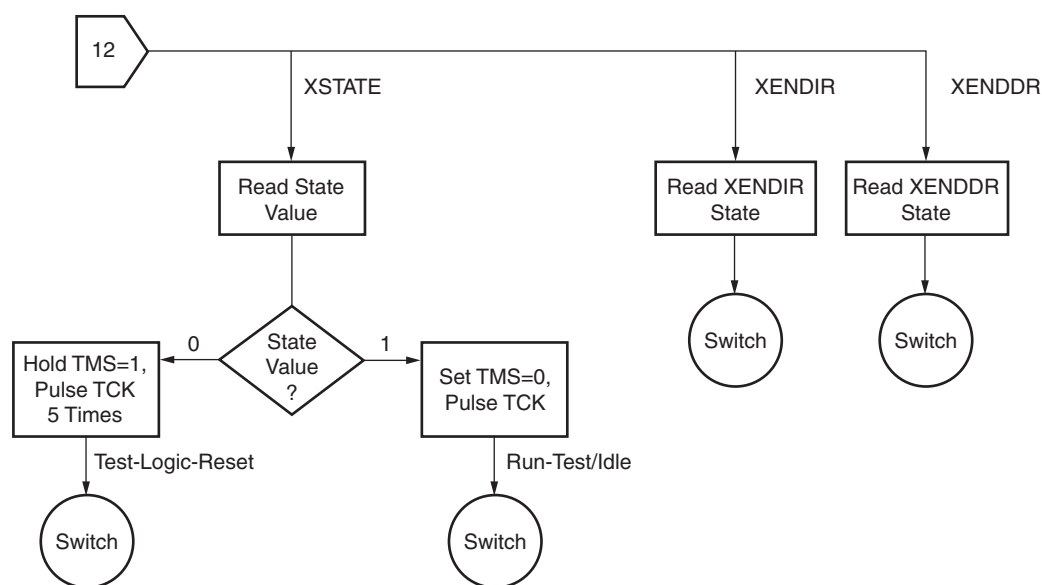 12
XSTATE
XENDIR
XENDDR
Read State
Value
Read XENDIR
State
Read XENDDR
State
State
Value
?
0
1
Hold TMS=1,
Pulse TCK
5 Times
Set TMS=0,
Pulse TCK
Switch
Switch
Test-Logic-Reset
Run-Test/Idle
Switch
Switch